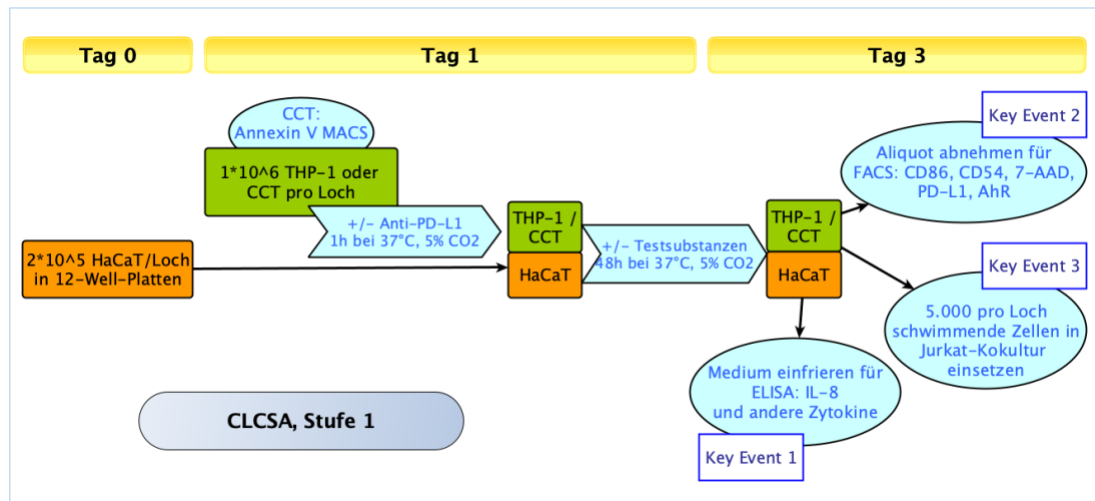 Tag 0
Tag 1
Tag 3
CCT:
Annexin V MACS
1*10^6 THP-1 oder
CCT pro Loch
+/- Anti-PD-L1
1h bei 37°C, 5% CO2
2*10^5 HaCaT/Loch
in 12-Well-Platten
THP-1 /
CCT
HaCaT
+/- Testsubstanzen
48h bei 37°C, 5% CO2
THP-1 /
CCT
HaCaT
Key Event 2
Aliquot abnehmen für
FACS: CD86, CD54, 7-AAD,
PD-L1, AhR
Key Event 3
5.000 pro Loch
schwimmende Zellen in
Jurkat-Kokultur
einsetzen
Medium einfrieren für
ELISA: IL-8
und andere Zytokine
Key Event 1
CLCSA, Stufe 1